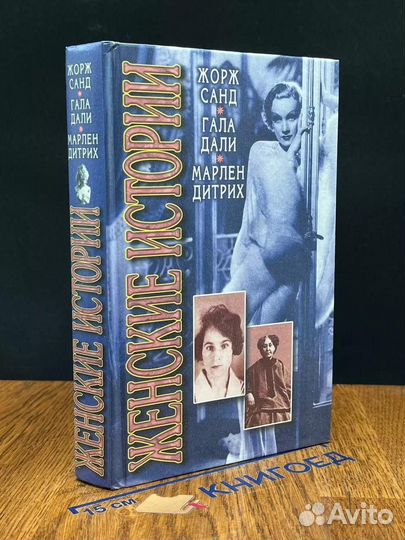 ЖОРЖ
САНД
*
ГАЛА
ДАЛИ
*
МАРЛЕН
ДИТРИХ
ЖЕНСКИЕ ИСТОРИИ
ЖОРЖ
САНД
*
ГАЛА
ДАЛИ
*
МАРЛЕН
ДИТРИХ
ЖЕНСКИЕ ИСТОРИИ
15 СМ
КНИГОЕД
Avito